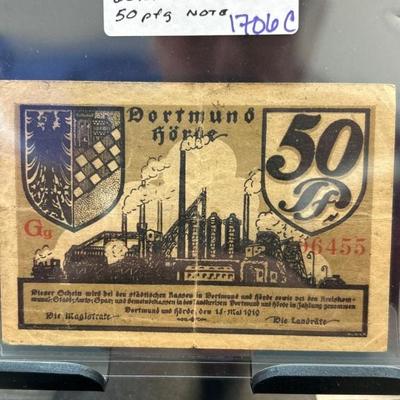 50 pfg NOTE 1706C
Dortmund
Hörde
50
Pf.
Gg
96455
Dieser Schein wird bei den städtischen Kassen in Dortmund und Hörde sowie bei den Kreiskom-
munal-, Stadt-, Amts-, Spar- und Gemeindekassen in den Landkreisen Dortmund und Hörde in Zahlung genommen
Dortmund und Hörde, den 15. Mai 1919
Die Magistrate
Die Landräte